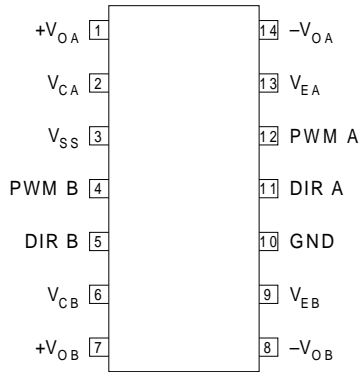 +VOA 1 14 –VOA
VCA 2 13 VEA
VSS 3 12 PWM A
PWM B 4 11 DIR A
DIR B 5 10 GND
VCB 6 9 VEB
+VOB 7 8 –VOB